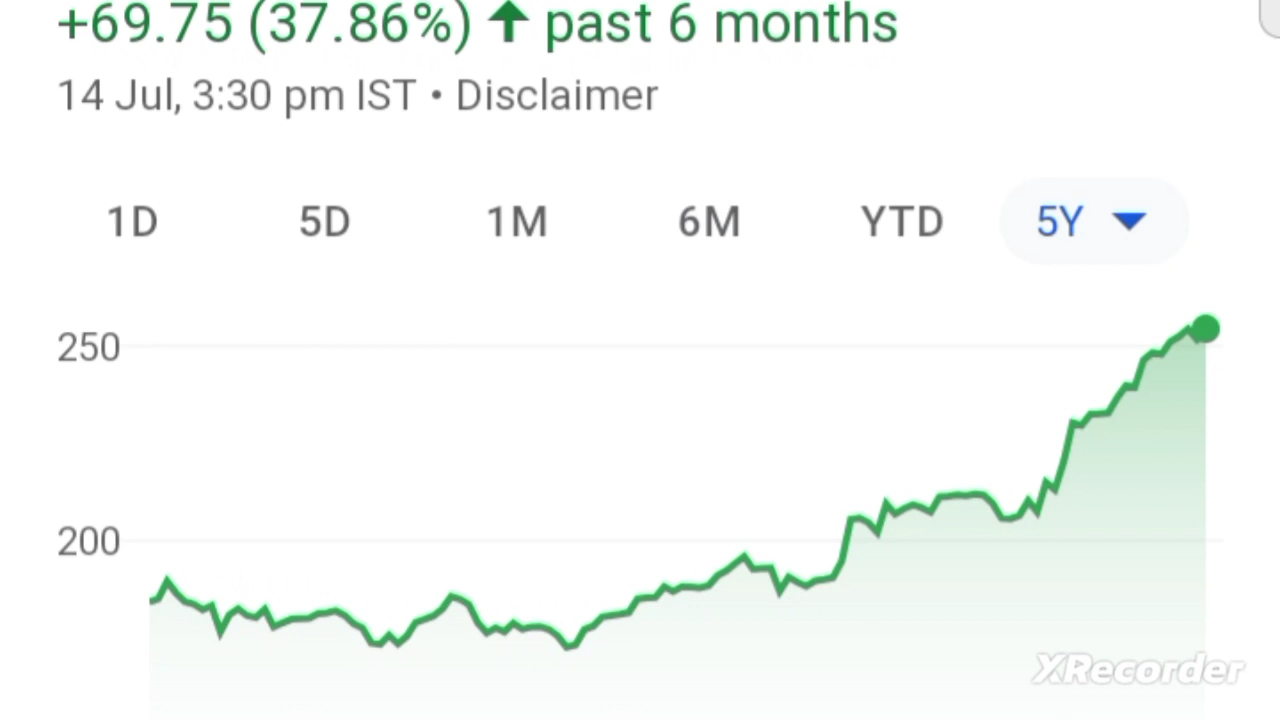 +69.75 (37.86%) ↑ past 6 months
14 Jul, 3:30 pm IST • Disclaimer
1D 5D 1M 6M YTD 5Y
250
200
XRecorder